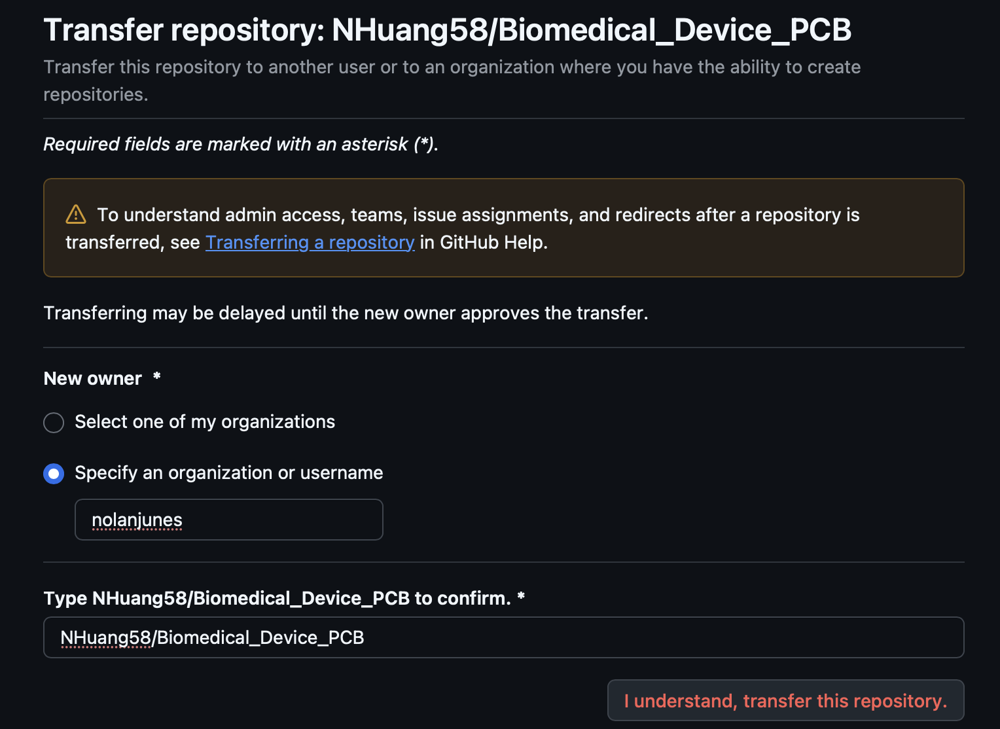 Transfer repository: NHuang58/Biomedical_Device_PCB
Transfer this repository to another user or to an organization where you have the ability to create
repositories.
Required fields are marked with an asterisk (*).
To understand admin access, teams, issue assignments, and redirects after a repository is
transferred, see Transferring a repository in GitHub Help.
Transferring may be delayed until the new owner approves the transfer.
New owner *
Select one of my organizations
Specify an organization or username
nolanjunes
Type NHuang58/Biomedical_Device_PCB to confirm. *
NHuang58/Biomedical_Device_PCB
I understand, transfer this repository.